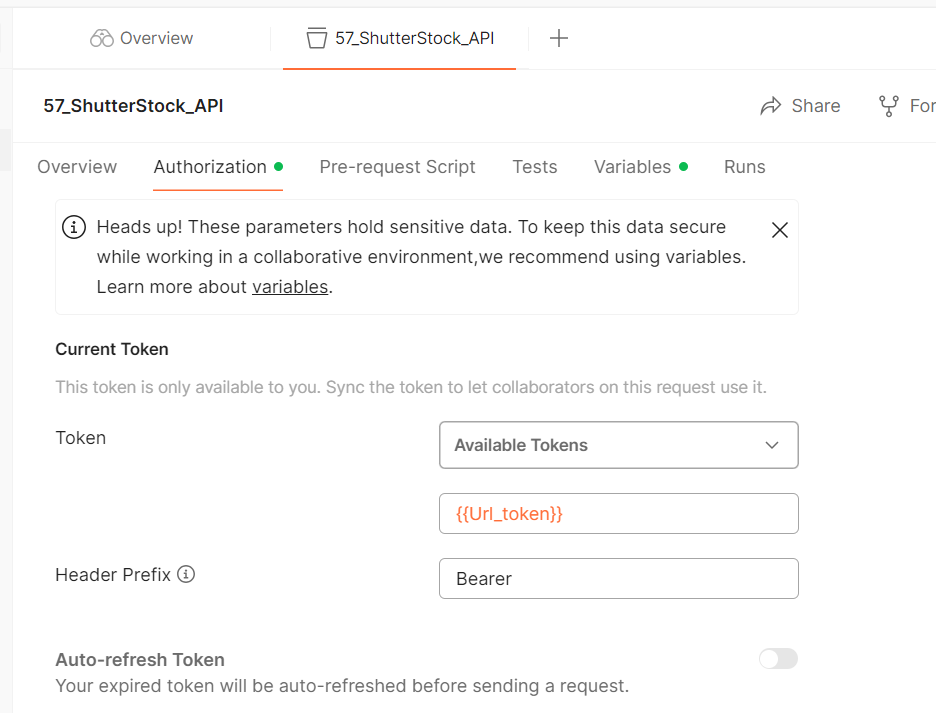 Overview
57_ShutterStock_API
57_ShutterStock_API
Share
For
Overview
Authorization
Pre-request Script
Tests
Variables
Runs
Heads up! These parameters hold sensitive data. To keep this data secure
while working in a collaborative environment,we recommend using variables.
Learn more about variables.
Current Token
This token is only available to you. Sync the token to let collaborators on this request use it.
Token
Available Tokens
{{Url_token}}
Header Prefix
Bearer
Auto-refresh Token
Your expired token will be auto-refreshed before sending a request.